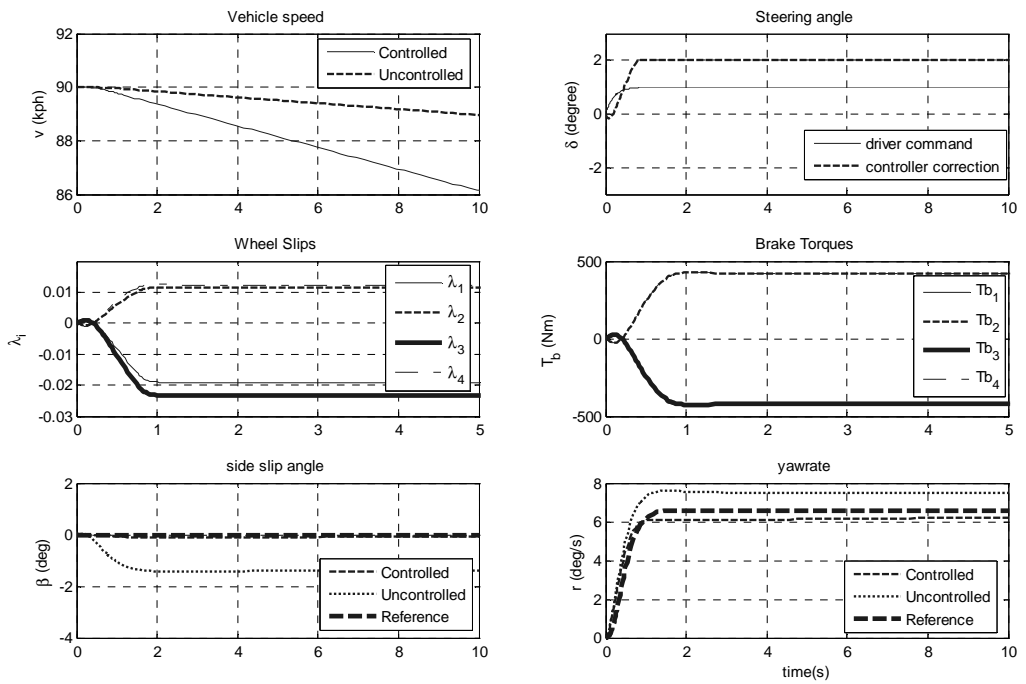 Vehicle speed
92
90
88
86
v (kph)
0 2 4 6 8 10
Controlled
Uncontrolled
Steering angle
2
0
-2
δ (degree)
0 2 4 6 8 10
driver command
controller correction
Wheel Slips
0.01
0
-0.01
-0.02
-0.03
λi
0 1 2 3 4 5
λ1
λ2
λ3
λ4
Brake Torques
500
0
-500
Tb (Nm)
0 1 2 3 4 5
Tb1
Tb2
Tb3
Tb4
side slip angle
2
0
-2
-4
β (deg)
0 2 4 6 8 10
Controlled
Uncontrolled
Reference
yawrate
8
6
4
2
0
r (deg/s)
0 2 4 6 8 10
time(s)
Controlled
Uncontrolled
Reference